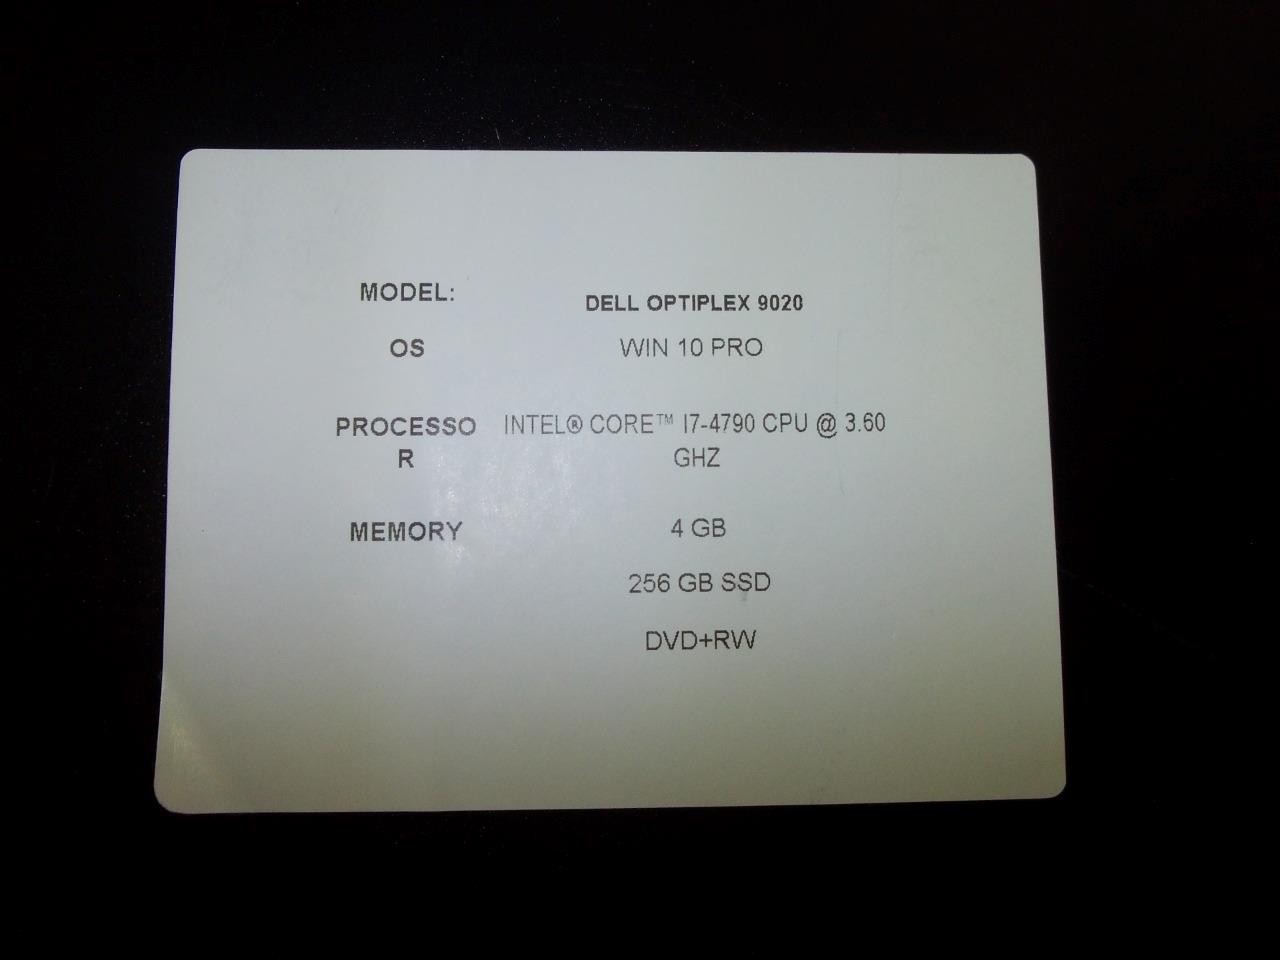 MODEL: DELL OPTIPLEX 9020
OS WIN 10 PRO
PROCESSO INTEL® CORE™ I7-4790 CPU @ 3.60
R GHZ
MEMORY 4 GB
256 GB SSD
DVD+RW